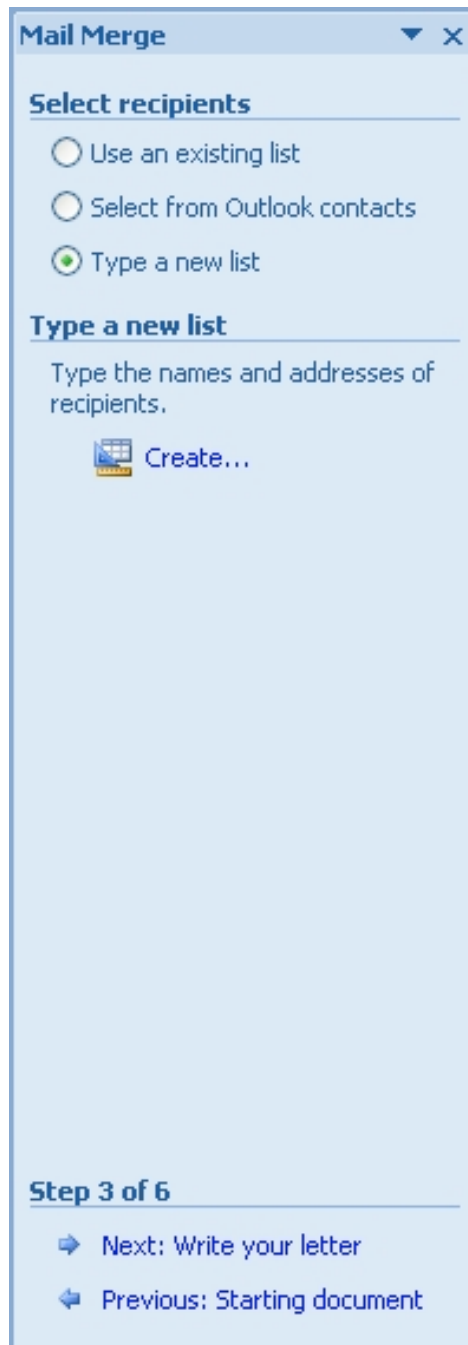 Mail Merge
Select recipients
Use an existing list
Select from Outlook contacts
Type a new list
Type a new list
Type the names and addresses of
recipients.
Create...
Step 3 of 6
Next: Write your letter
Previous: Starting document